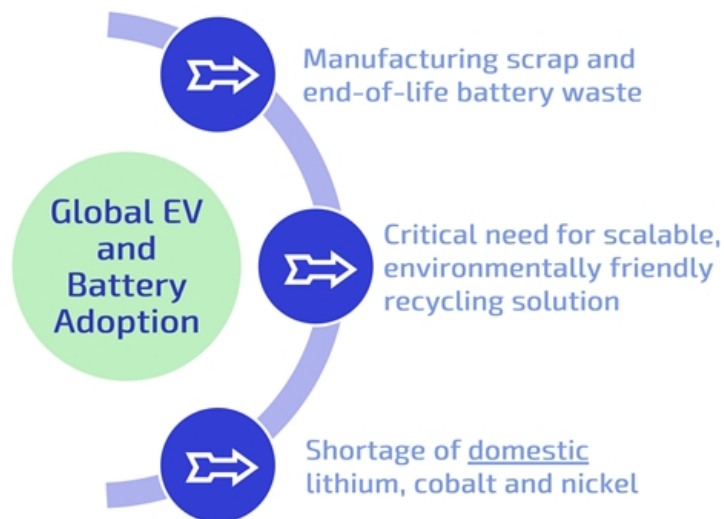 Manufacturing scrap and
end-of-life battery waste
Global EV
and
Battery
Adoption
Critical need for scalable,
environmentally friendly
recycling solution
Shortage of domestic
lithium, cobalt and nickel